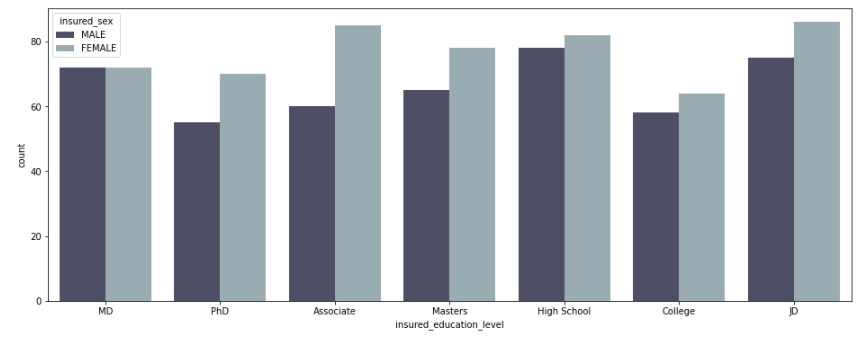 insured_sex
MALE
FEMALE
count
80
60
40
20
0
MD PhD Associate Masters High School College JD
insured_education_level